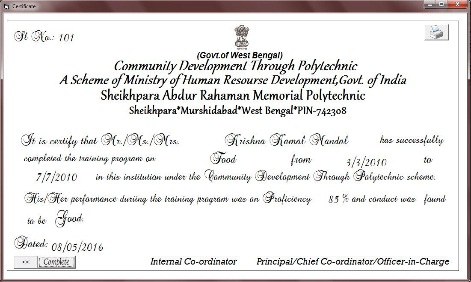 Certificate
Sl No.: 101
(Govt.of West Bengal)
Community Development Through Polytechnic
A Scheme of Ministry of Human Resourse Development,Govt. of India
Sheikhpara Abdur Rahaman Memorial Polytechnic
Sheikhpara*Murshidabad*West Bengal*PIN-742308
It is certify that Mr./Ms./Mrs. Krishna Kamal Mandal has successfully
completed the training program on Food from 3/3/2010 to
7/7/2010 in this institution under the Community Development Through Polytechnic scheme.
His/Her performance during the training program was on Proficiency 85 % and conduct was found
to be Good.
Dated: 08/05/2016
<< Complete Internal Co-ordinator Principal/Chief Co-ordinator/Officer-in-Charge